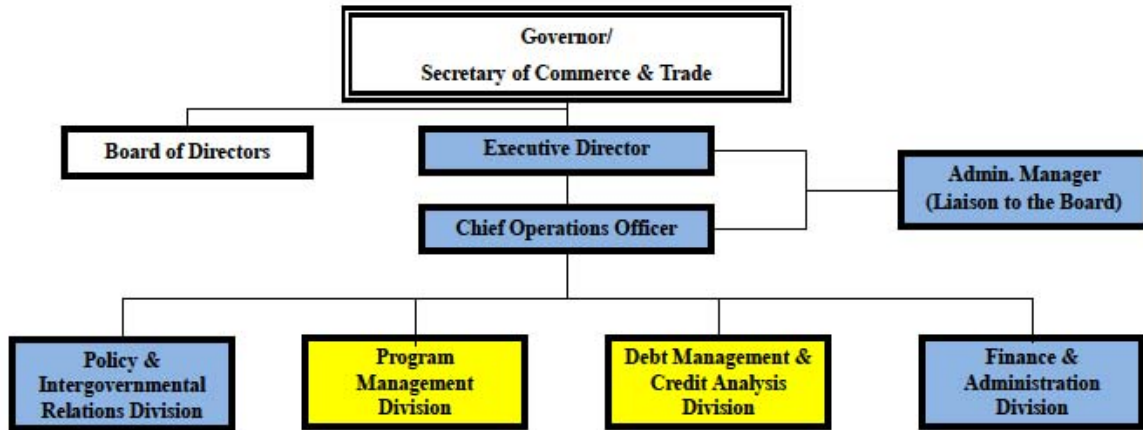 Governor/
Secretary of Commerce & Trade
Board of Directors
Executive Director
Admin. Manager
(Liaison to the Board)
Chief Operations Officer
Policy &
Intergovernmental
Relations Division
Program
Management
Division
Debt Management &
Credit Analysis
Division
Finance &
Administration
Division